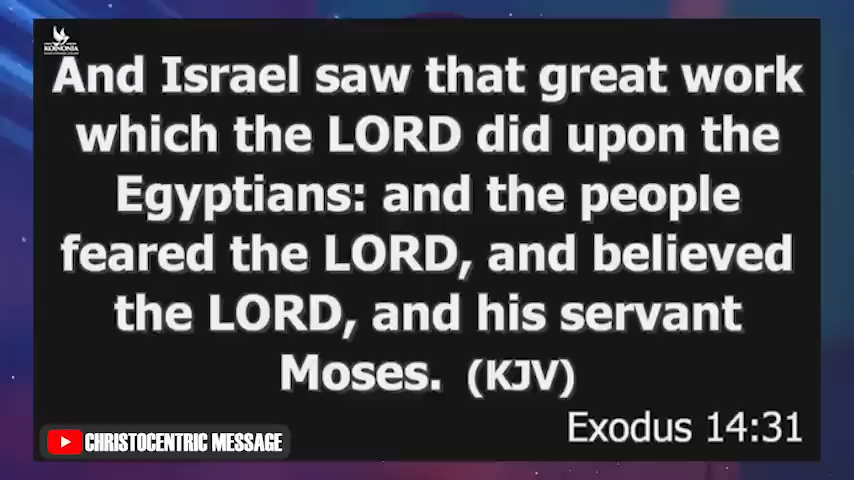 KOINONIA
And Israel saw that great work
which the LORD did upon the
Egyptians: and the people
feared the LORD, and believed
the LORD, and his servant
Moses. (KJV)
Exodus 14:31
CHRISTOCENTRIC MESSAGE